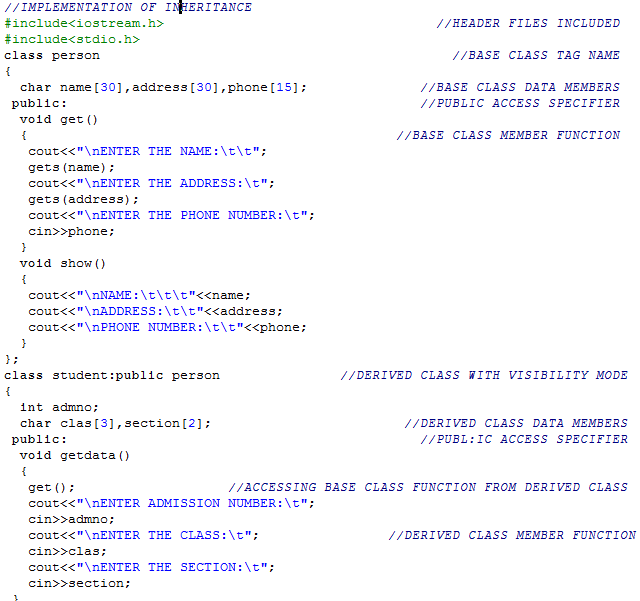 //IMPLEMENTATION OF INHERITANCE
#include<iostream.h> //HEADER FILES INCLUDED
#include<stdio.h>
class person //BASE CLASS TAG NAME
{
char name[30],address[30],phone[15]; //BASE CLASS DATA MEMBERS
public: //PUBLIC ACCESS SPECIFIER
void get()
{ //BASE CLASS MEMBER FUNCTION
cout<<"\nENTER THE NAME:\t\t";
gets(name);
cout<<"\nENTER THE ADDRESS:\t";
gets(address);
cout<<"\nENTER THE PHONE NUMBER:\t";
cin>>phone;
}
void show()
{
cout<<"\nNAME:\t\t\t"<<name;
cout<<"\nADDRESS:\t\t"<<address;
cout<<"\nPHONE NUMBER:\t\t"<<phone;
}
};
class student:public person //DERIVED CLASS WITH VISIBILITY MODE
{
int admno;
char clas[3],section[2]; //DERIVED CLASS DATA MEMBERS
public: //PUBL:IC ACCESS SPECIFIER
void getdata()
{
get(); //ACCESSING BASE CLASS FUNCTION FROM DERIVED CLASS
cout<<"\nENTER ADMISSION NUMBER:\t";
cin>>admno;
cout<<"\nENTER THE CLASS:\t"; //DERIVED CLASS MEMBER FUNCTION
cin>>clas;
cout<<"\nENTER THE SECTION:\t";
cin>>section;
}